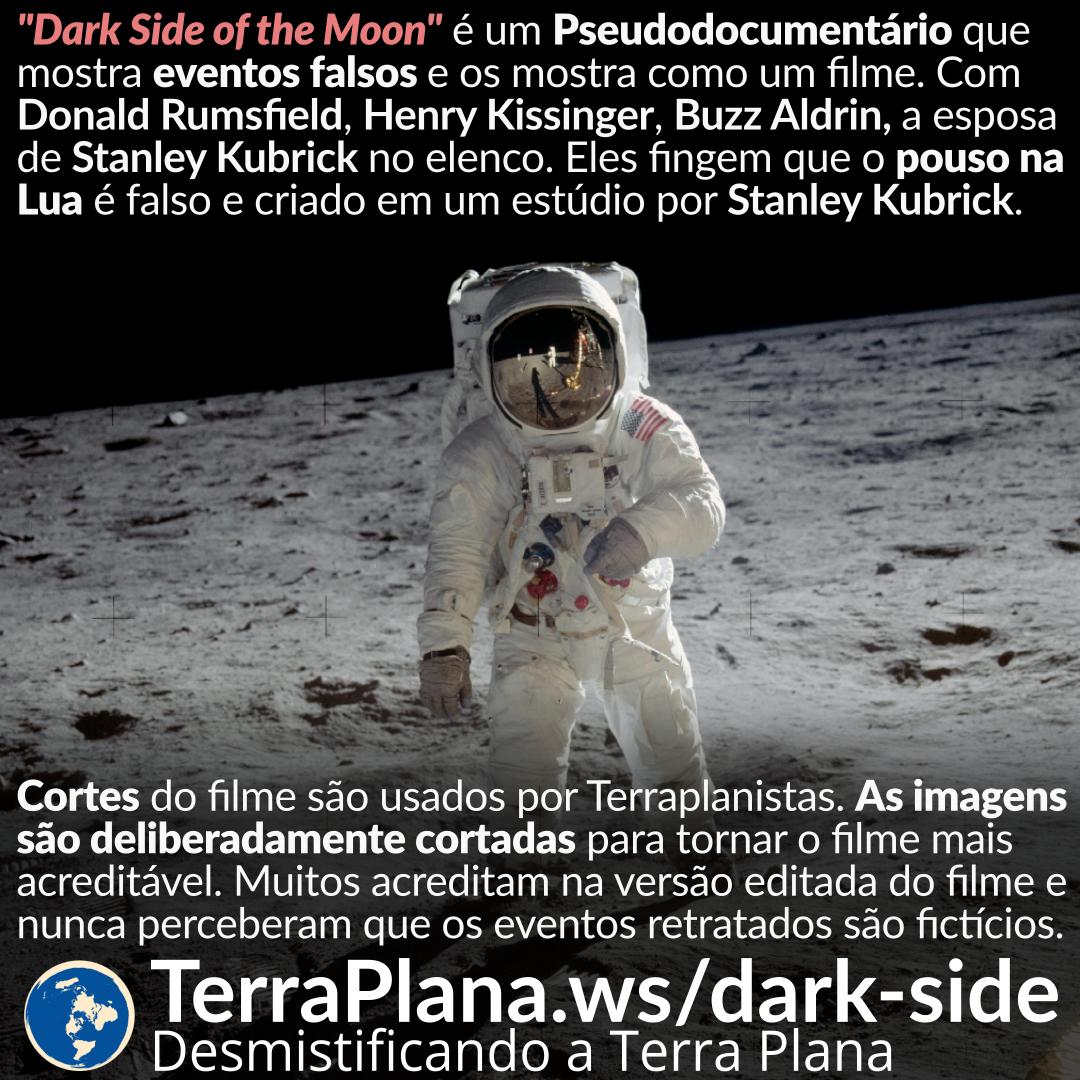 "Dark Side of the Moon" é um Pseudodocumentário que
mostra eventos falsos e os mostra como um filme. Com
Donald Rumsfield, Henry Kissinger, Buzz Aldrin, a esposa
de Stanley Kubrick no elenco. Eles fingem que o pouso na
Lua é falso e criado em um estúdio por Stanley Kubrick.
Cortes do filme são usados por Terraplanistas. As imagens
são deliberadamente cortadas para tornar o filme mais
acreditável. Muitos acreditam na versão editada do filme e
nunca perceberam que os eventos retratados são fictícios.
TerraPlana.ws/dark-side
Desmistificando a Terra Plana